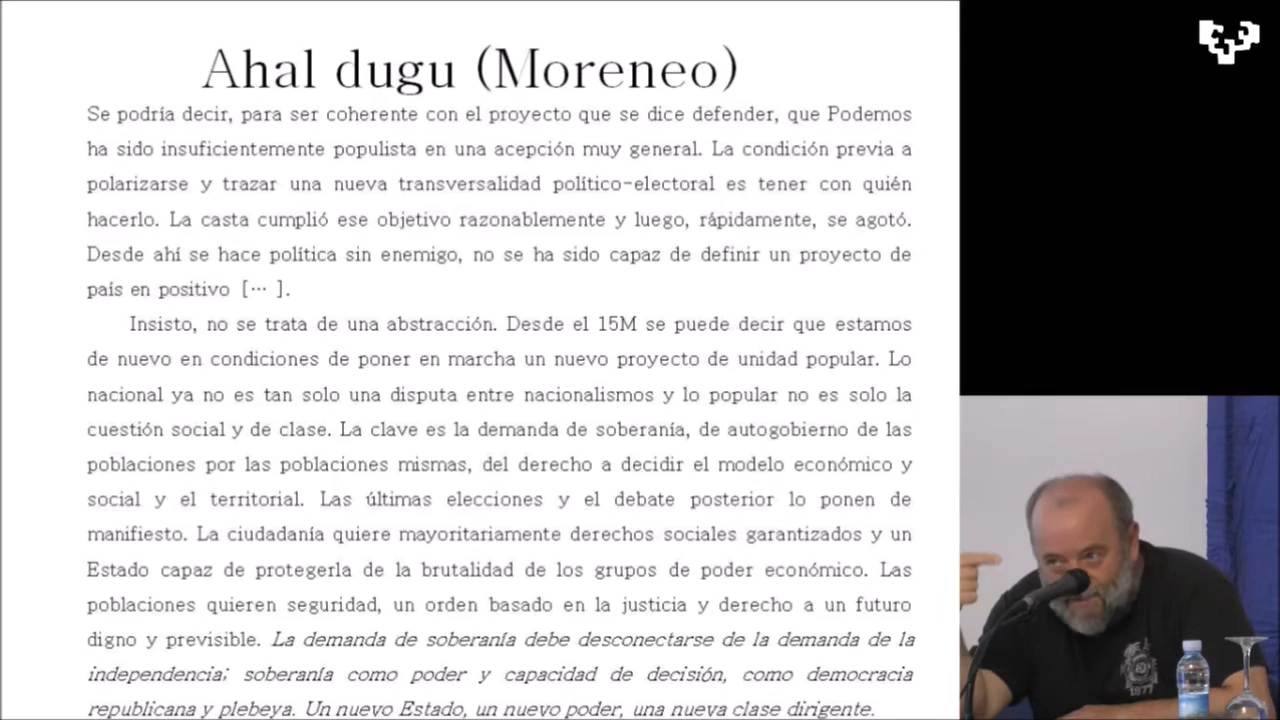 Ahal dugu (Moreneo)
Se podría decir, para ser coherente con el proyecto que se dice defender, que Podemos
ha sido insuficientemente populista en una acepción muy general. La condición previa a
polarizarse y trazar una nueva transversalidad político-electoral es tener con quién
hacerlo. La casta cumplió ese objetivo razonablemente y luego, rápidamente, se agotó.
Desde ahí se hace política sin enemigo, no se ha sido capaz de definir un proyecto de
país en positivo [… ].
Insisto, no se trata de una abstracción. Desde el 15M se puede decir que estamos
de nuevo en condiciones de poner en marcha un nuevo proyecto de unidad popular. Lo
nacional ya no es tan solo una disputa entre nacionalismos y lo popular no es solo la
cuestión social y de clase. La clave es la demanda de soberanía, de autogobierno de las
poblaciones por las poblaciones mismas, del derecho a decidir el modelo económico y
social y el territorial. Las últimas elecciones y el debate posterior lo ponen de
manifiesto. La ciudadanía quiere mayoritariamente derechos sociales garantizados y un
Estado capaz de protegerla de la brutalidad de los grupos de poder económico. Las
poblaciones quieren seguridad, un orden basado en la justicia y derecho a un futuro
digno y previsible. La demanda de soberanía debe desconectarse de la demanda de la
independencia; soberanía como poder y capacidad de decisión, como democracia
republicana y plebeya. Un nuevo Estado, un nuevo poder, una nueva clase dirigente.
1977